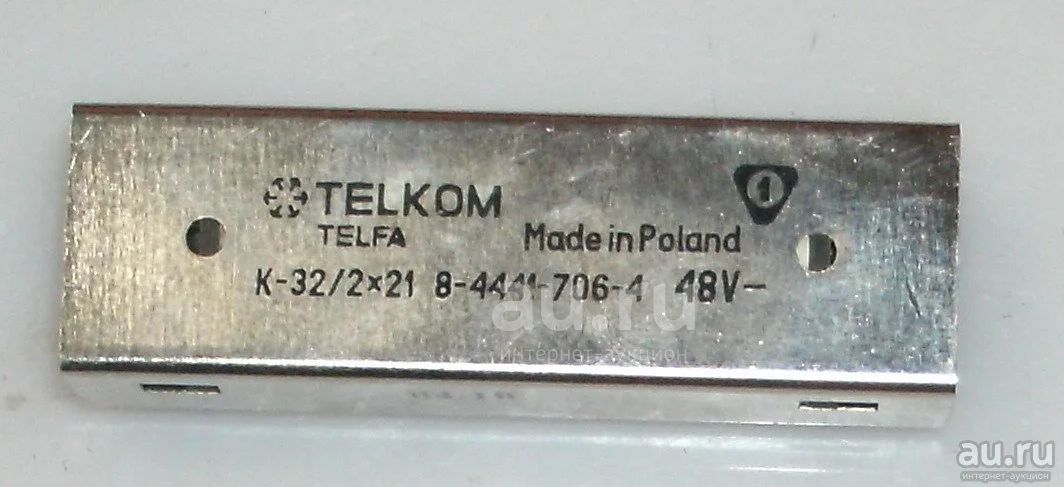 TELKOM
1
TELFA
Made in Poland
K-32/2×21 8-4441-706-4 48V-
au.ru
интернет-аукцион
au.ru
интернет-аукцион